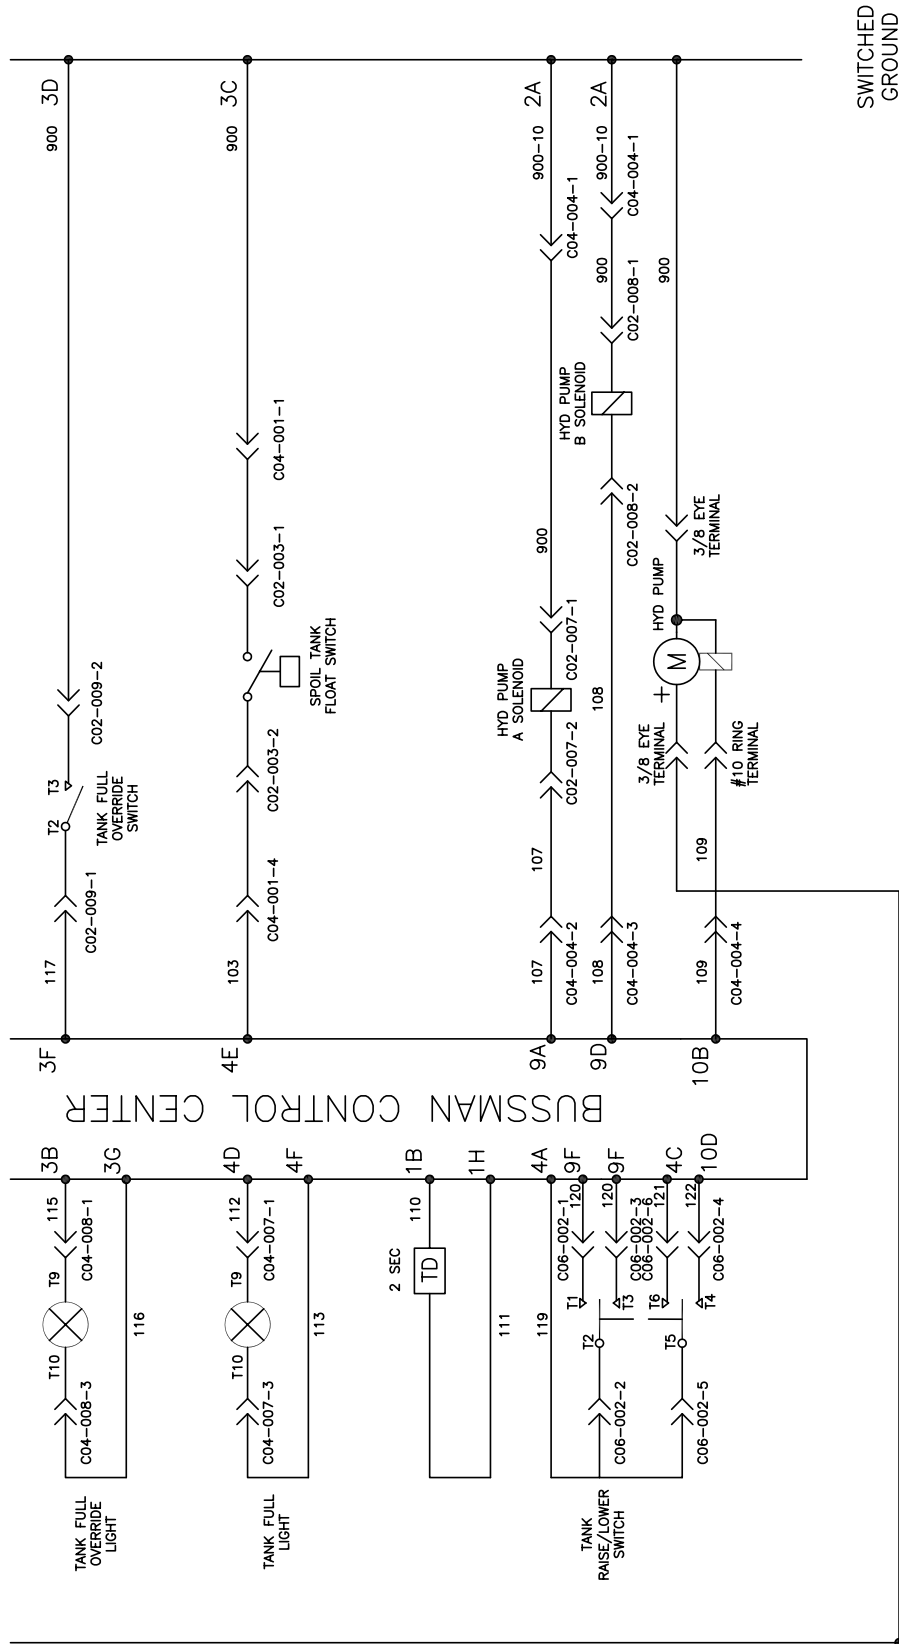 SWITCHED
GROUND
3D
900
C02-009-2
T3
T2
TANK FULL
OVERRIDE
SWITCH
C02-009-1
117
3F
3C
900
C04-001-1
C02-003-1
SPOIL TANK
FLOAT SWITCH
C02-003-2
C04-001-4
103
4E
2A
900-10
C04-004-1
900
C02-007-1
HYD PUMP
A SOLENOID
C02-007-2
107
107
C04-004-2
9A
2A
900-10
C04-004-1
900
C02-008-1
HYD PUMP
B SOLENOID
C02-008-2
108
108
C04-004-3
9D
900
3/8 EYE
TERMINAL
HYD PUMP
M
+
3/8 EYE
TERMINAL
#10 RING
TERMINAL
109
109
C04-004-4
10B
BUSSMAN CONTROL CENTER
3B
115
C04-008-1
T9
T10
C04-008-3
3G
116
TANK FULL
OVERRIDE
LIGHT
4D
112
C04-007-1
T9
T10
C04-007-3
4F
113
TANK FULL
LIGHT
1B
110
2 SEC
TD
1H
111
4A
119
9F
120
C06-002-1
T1
9F
120
C06-002-3
T3
T2
C06-002-2
4C
121
C06-002-6
T6
10D
122
C06-002-4
T4
T5
C06-002-5
TANK
RAISE/LOWER
SWITCH